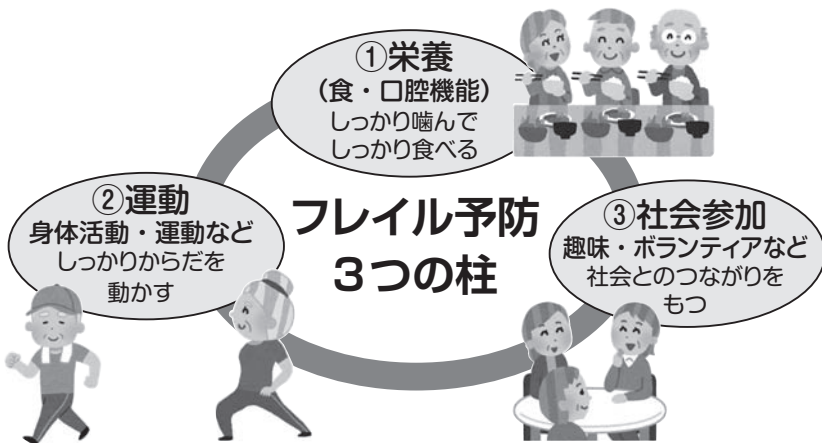 ①栄養
(食・口腔機能)
しっかり噛んで
しっかり食べる
②運動
身体活動・運動など
しっかりからだを
動かす
フレイル予防
3つの柱
③社会参加
趣味・ボランティアなど
社会とのつながりを
もつ